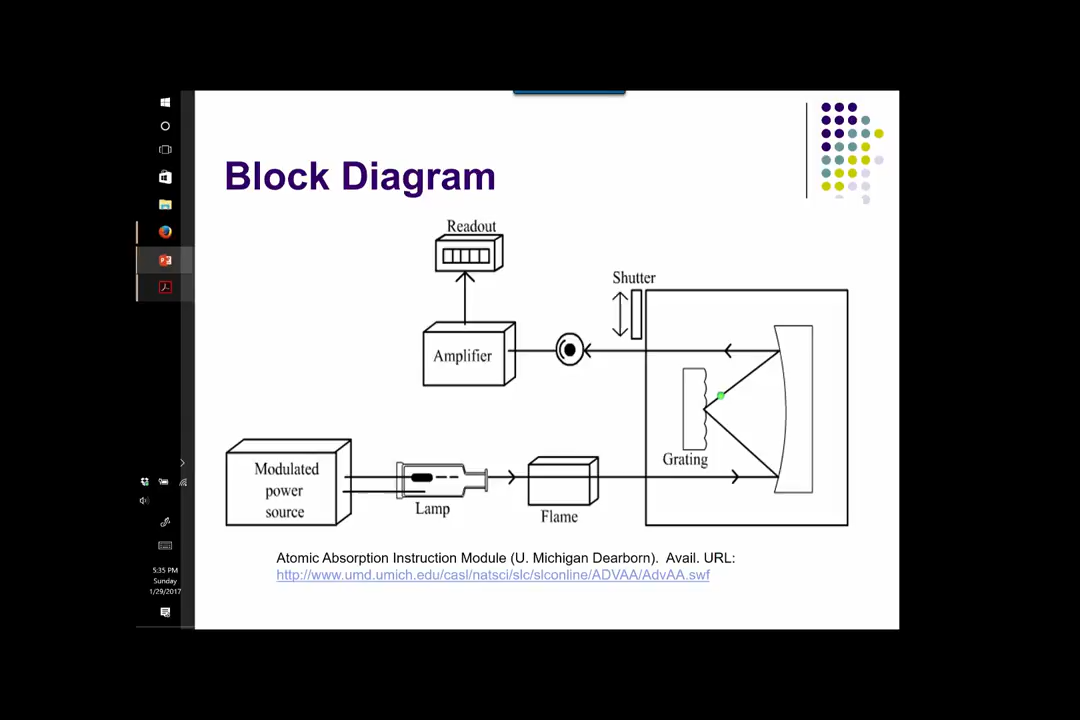 Block Diagram
Readout
Shutter
Amplifier
Grating
Modulated
power
source
Lamp
Flame
Atomic Absorption Instruction Module (U. Michigan Dearborn). Avail. URL:
http://www.umd.umich.edu/casl/natsci/slc/slconline/ADVAA/AdvAA.swf
5:35 PM
Sunday
1/29/2017